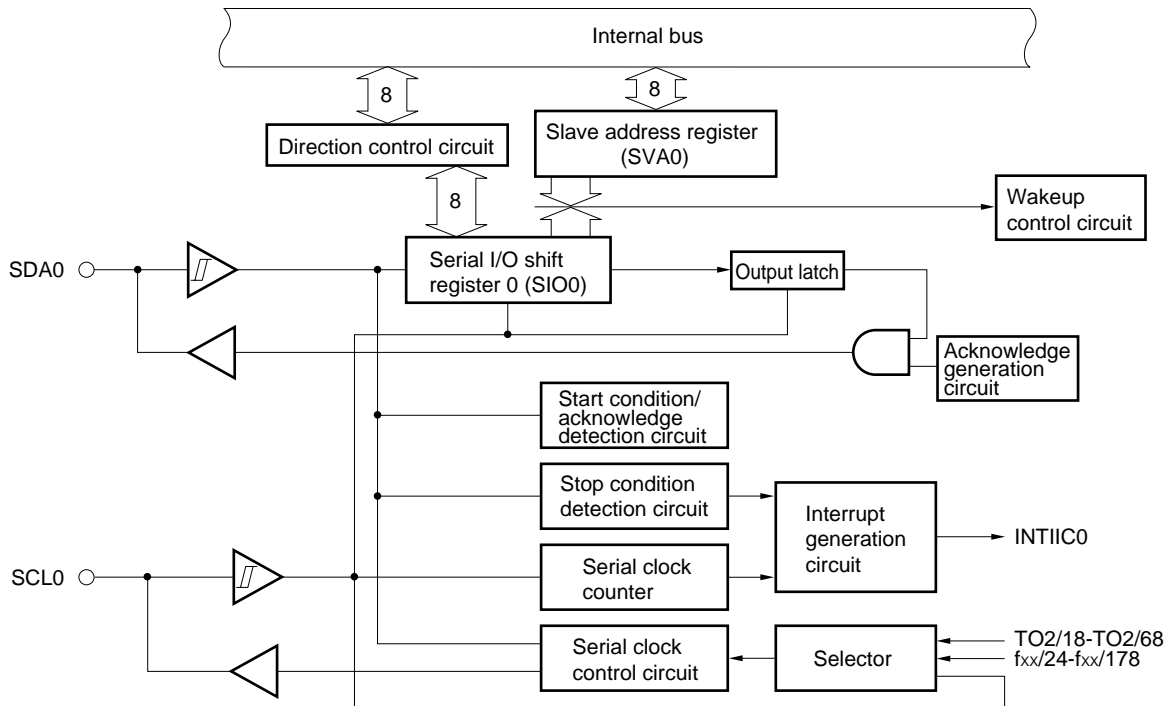 Internal bus
8
8
Direction control circuit
Slave address register
(SVA0)
8
Wakeup
control circuit
SDA0
Serial I/O shift
register 0 (SIO0)
Output latch
Acknowledge
generation
circuit
Start condition/
acknowledge
detection circuit
Stop condition
detection circuit
Interrupt
generation
circuit
INTIIC0
SCL0
Serial clock
counter
Serial clock
control circuit
Selector
TO2/18-TO2/68
fxx/24-fxx/178